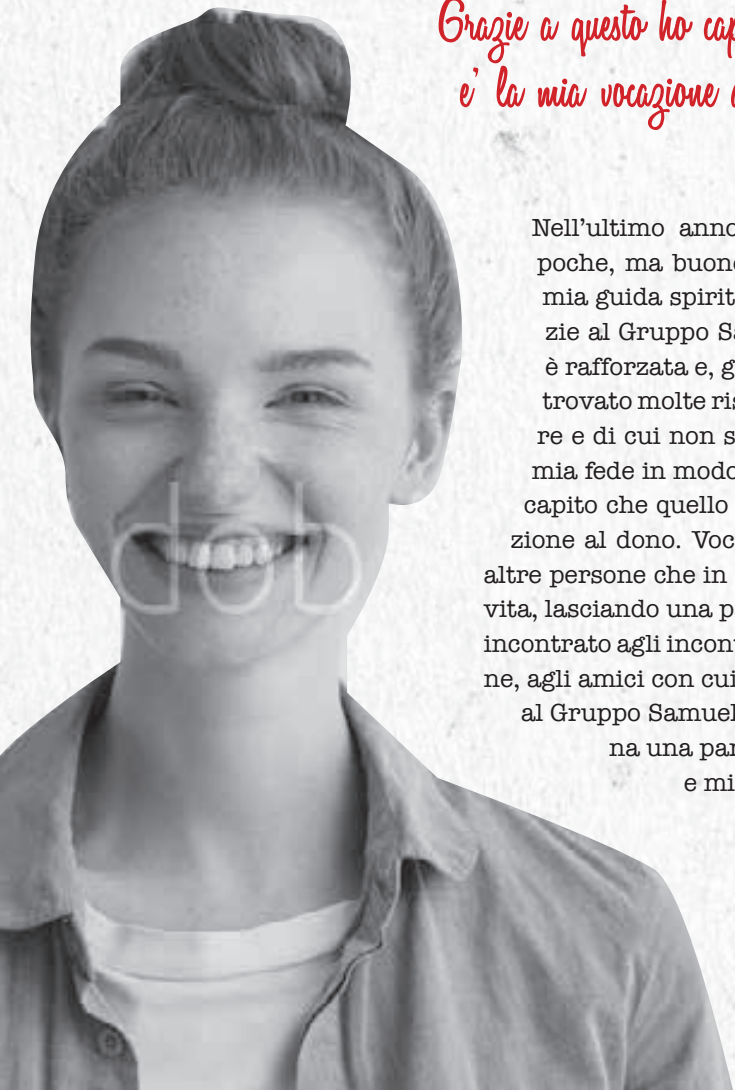 Grazie a questo ho cap
e' la mia vocazione
Nell'ultimo anno
poche, ma buon
mia guida spirit
zie al Gruppo Sa
è rafforzata e, g
trovato molte ris
re e di cui non s
mia fede in modo
capito che quello
zione al dono. Voc
altre persone che in
vita, lasciando una p
incontrato agli incon
ne, agli amici con cui
al Gruppo Samuel
na una par
e mi
dob